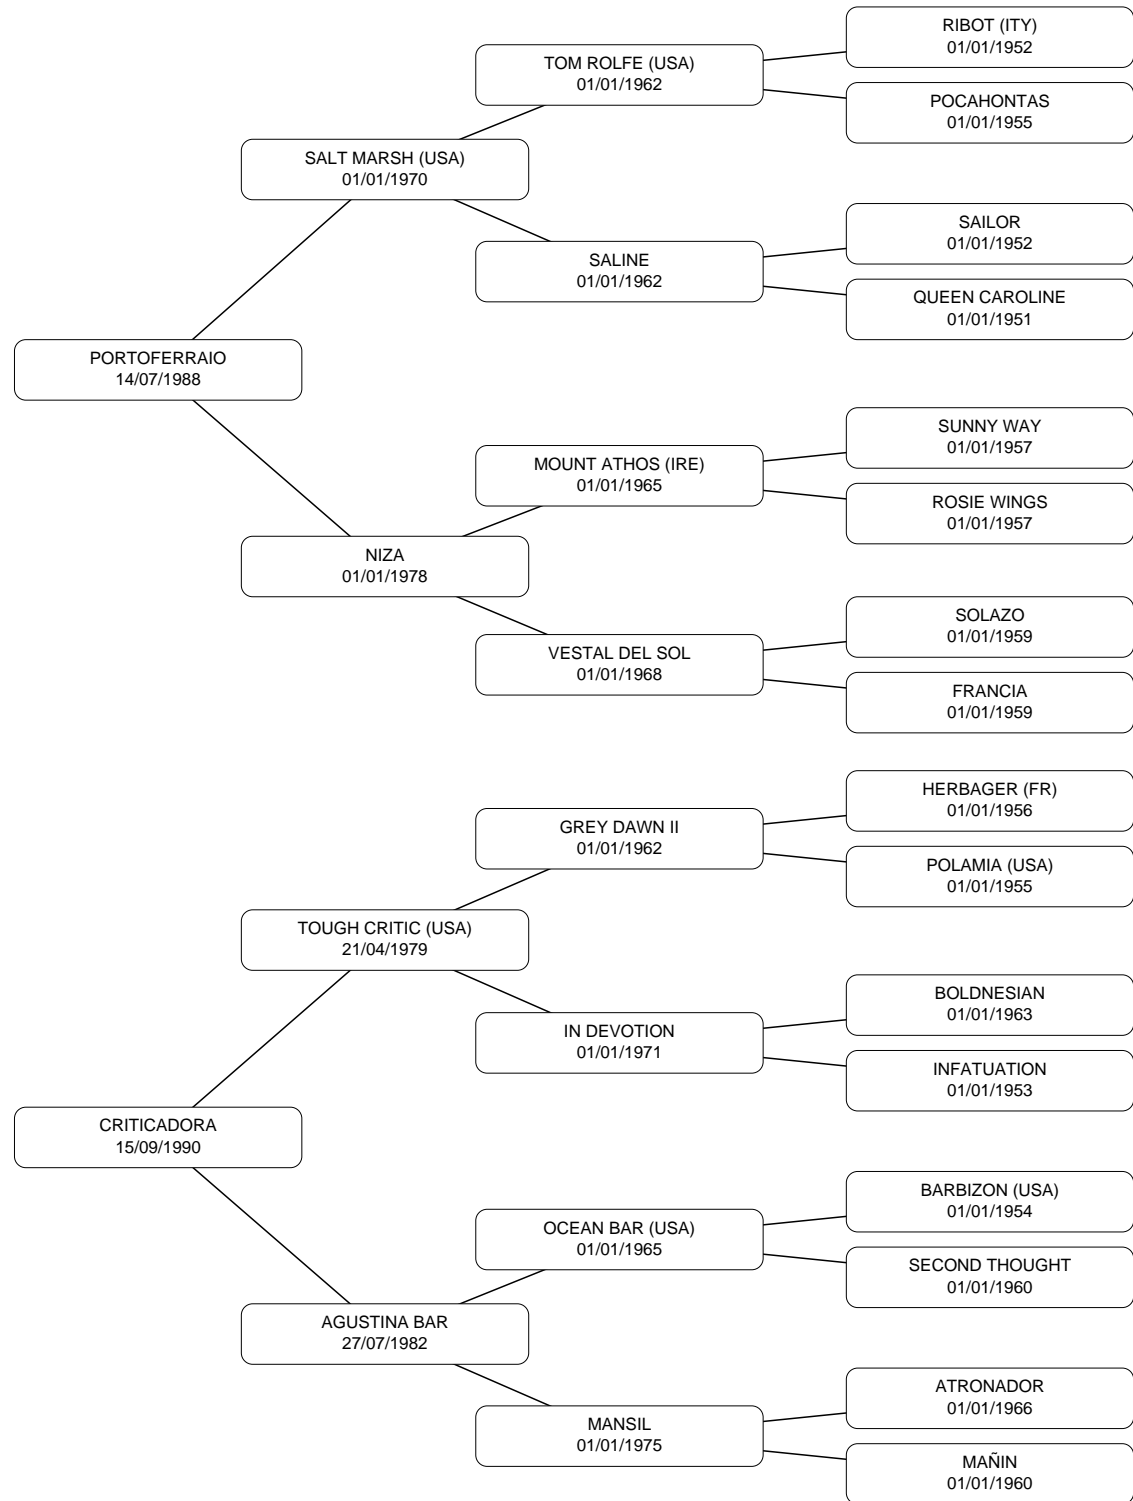 RIBOT (ITY)
01/01/1952
TOM ROLFE (USA)
01/01/1962
POCAHONTAS
01/01/1955
SALT MARSH (USA)
01/01/1970
SAILOR
01/01/1952
SALINE
01/01/1962
QUEEN CAROLINE
01/01/1951
PORTOFERRAIO
14/07/1988
SUNNY WAY
01/01/1957
MOUNT ATHOS (IRE)
01/01/1965
ROSIE WINGS
01/01/1957
NIZA
01/01/1978
SOLAZO
01/01/1959
VESTAL DEL SOL
01/01/1968
FRANCIA
01/01/1959
HERBAGER (FR)
01/01/1956
GREY DAWN II
01/01/1962
POLAMIA (USA)
01/01/1955
TOUGH CRITIC (USA)
21/04/1979
BOLDNESIAN
01/01/1963
IN DEVOTION
01/01/1971
INFATUATION
01/01/1953
CRITICADORA
15/09/1990
BARBIZON (USA)
01/01/1954
OCEAN BAR (USA)
01/01/1965
SECOND THOUGHT
01/01/1960
AGUSTINA BAR
27/07/1982
ATRONADOR
01/01/1966
MANSIL
01/01/1975
MAÑIN
01/01/1960